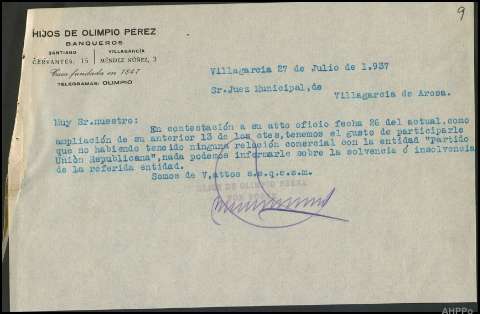 9
HIJOS DE OLIMPIO PÉREZ
BANQUEROS
SANTIAGO VILLAGARCÍA
CERVANTES, 15 MÉNDEZ NÚÑEZ, 3
Casa fundada en 1847
TELEGRAMAS: OLIMPIO
Villagarcia 27 de Julio de 1.937
Sr.Juez Municipal,de
Villagarcia de Arosa.
Muy Sr.nuestro:
En contestación a su atto oficio fecha 26 del actual,como
ampliación de su anterior 13 de los ctes,tenemos el gusto de participarle
que no habiendo tenido ninguna relación comercial con la entidad "Partido
Unión Republicana",nada podemos informarle sobre la solvencia ó insolvencia
de la referida entidad.
Somos de V,attos s.s.q.e.s.m.
HIJOS DE OLIMPIO PÉREZ
AHPPo